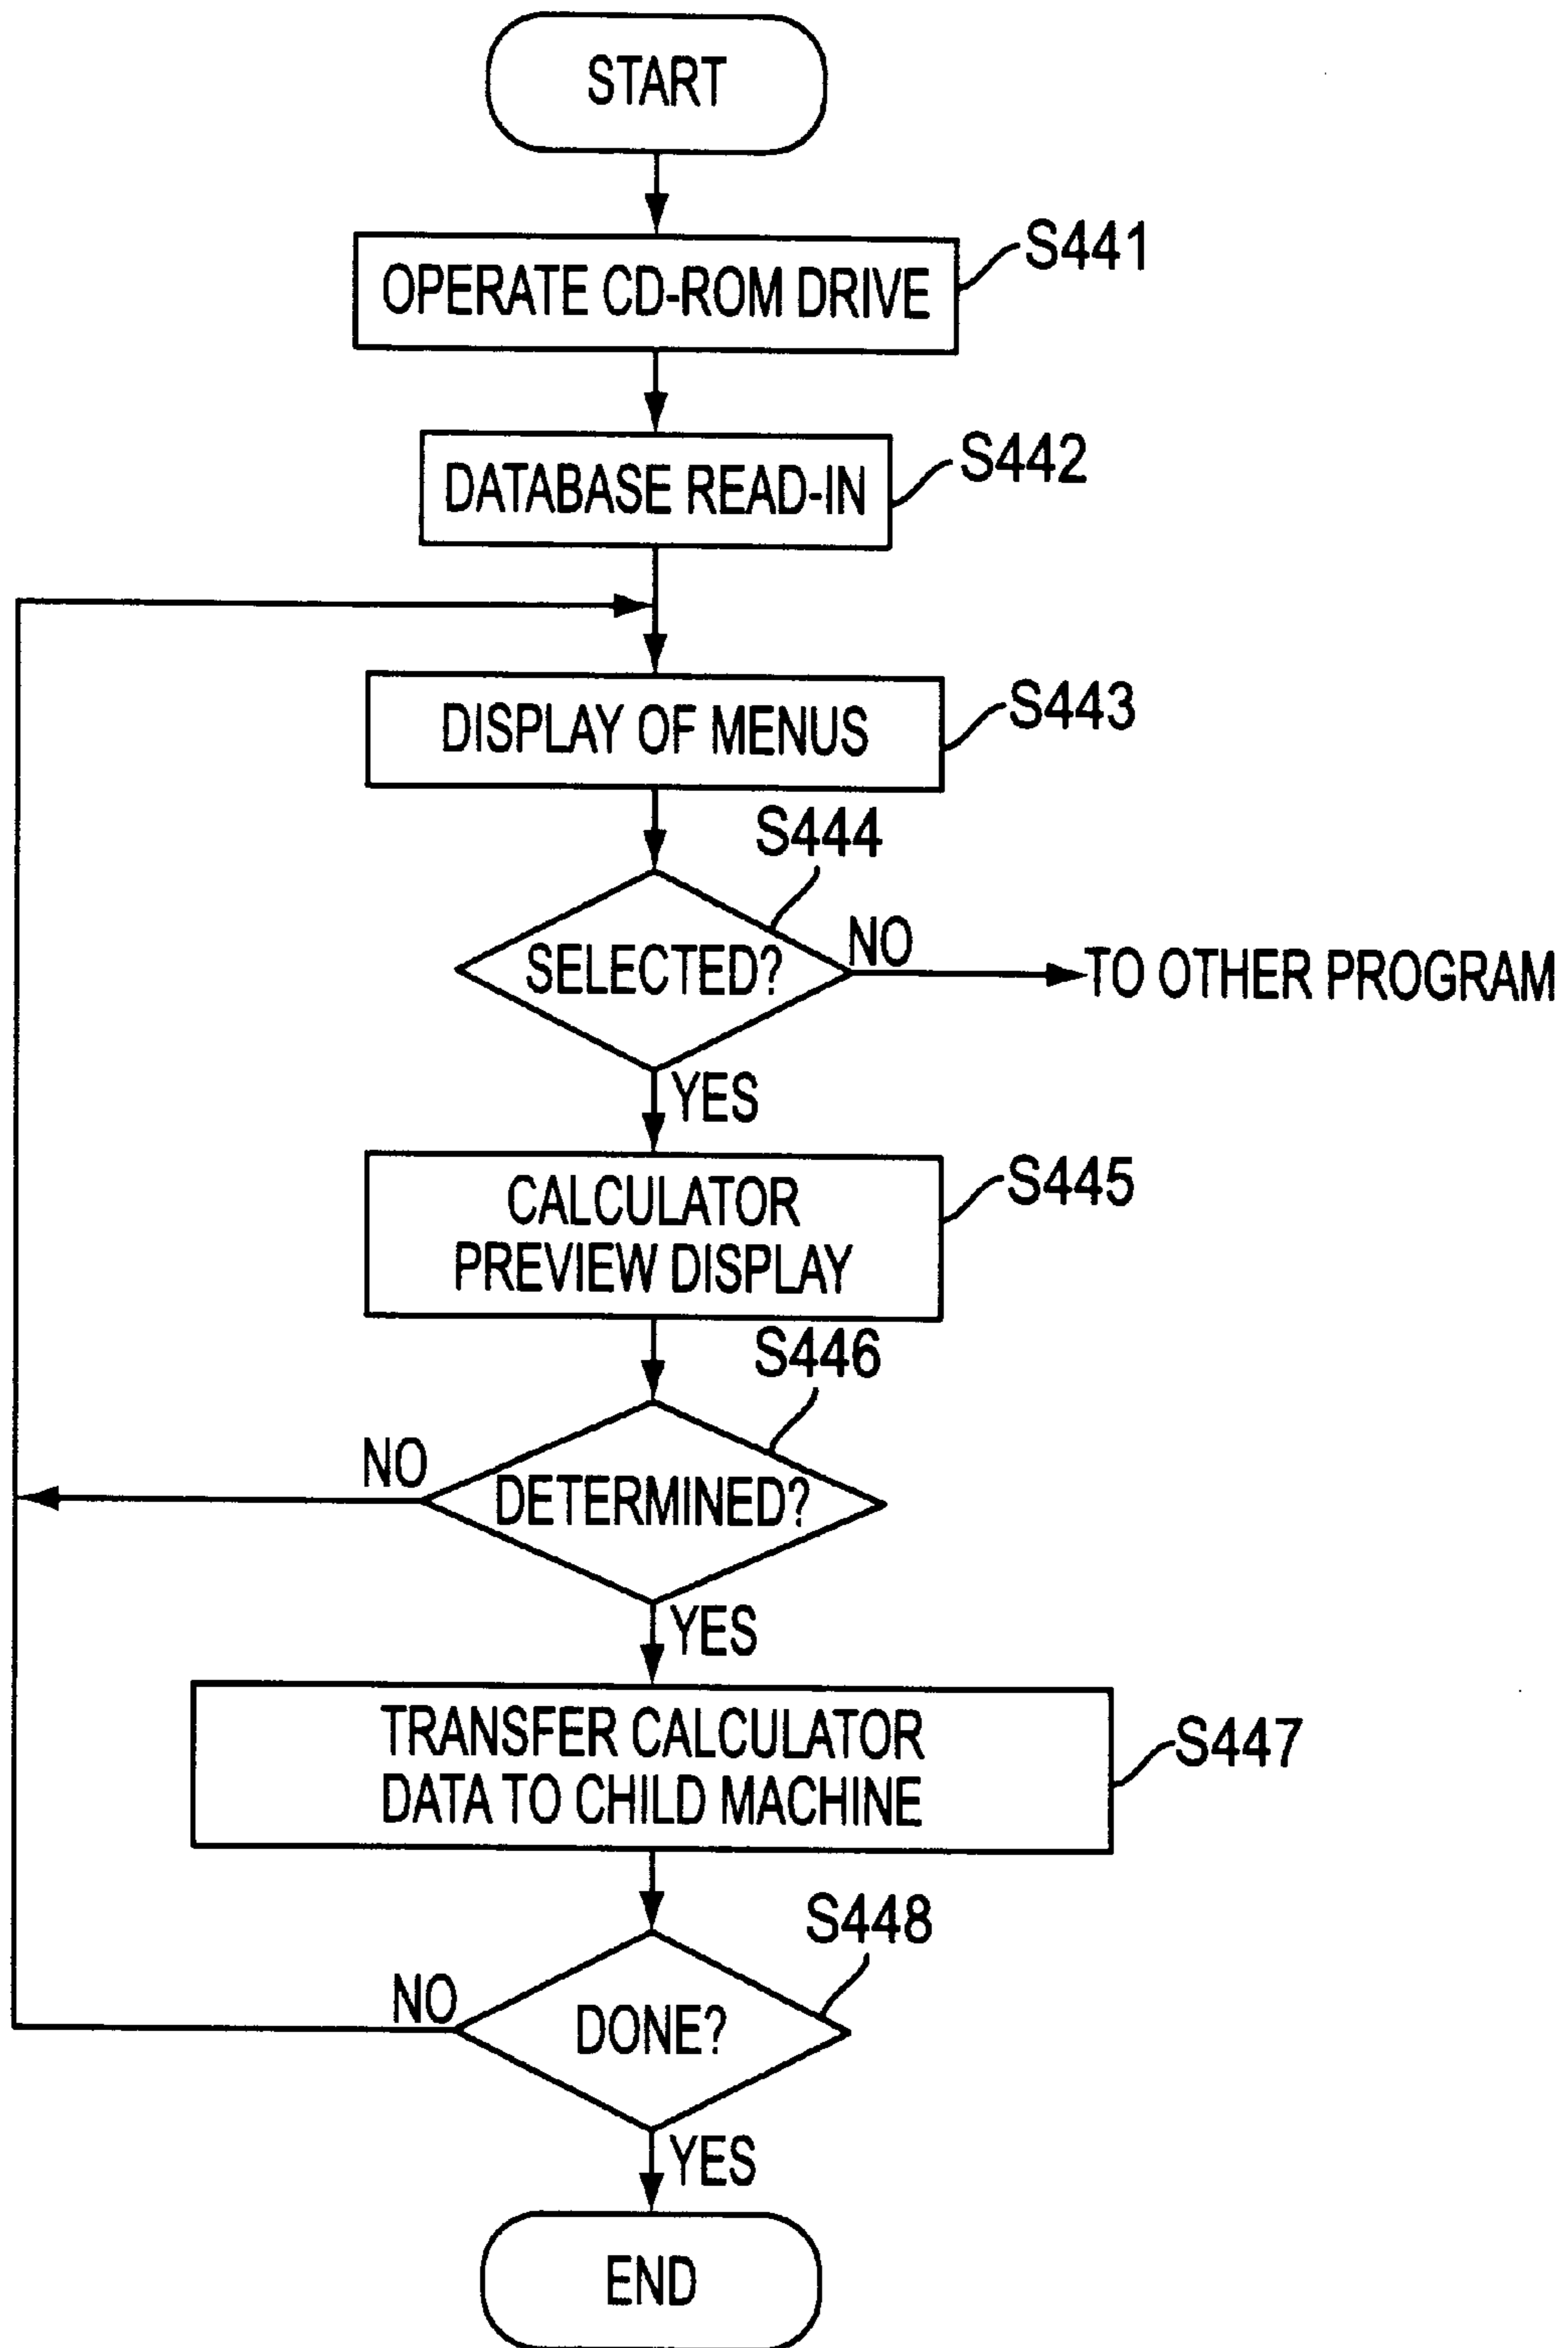 START
S441
OPERATE CD-ROM DRIVE
S442
DATABASE READ-IN
S443
DISPLAY OF MENUS
S444
SELECTED?
NO
TO OTHER PROGRAM
YES
S445
CALCULATOR
PREVIEW DISPLAY
S446
NO
DETERMINED?
YES
TRANSFER CALCULATOR
DATA TO CHILD MACHINE
S447
S448
NO
DONE?
YES
END